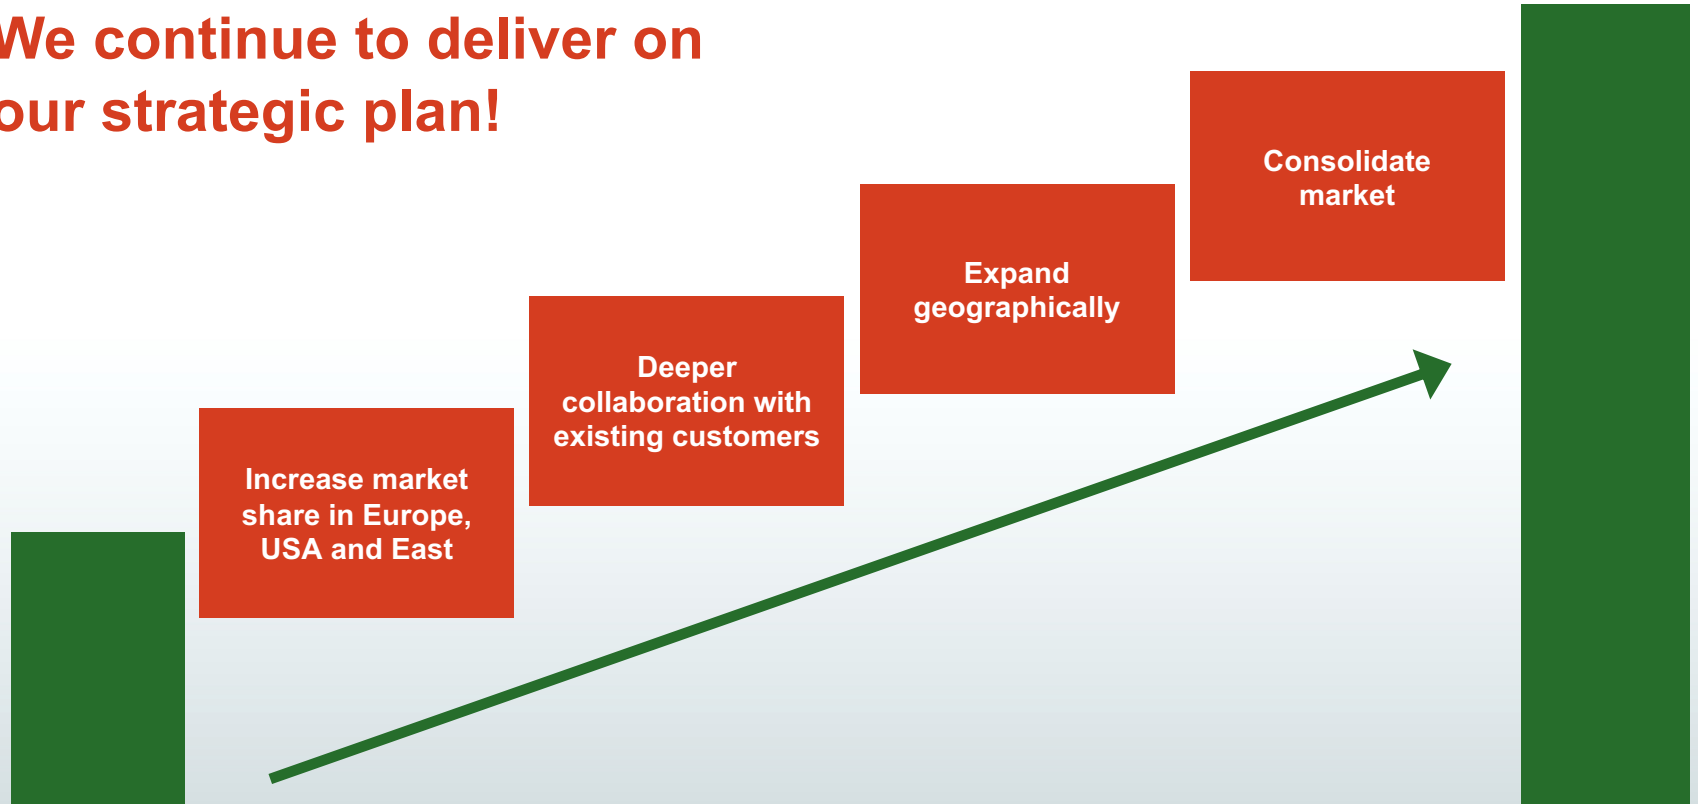 We continue to deliver on
our strategic plan!
Consolidate
market
Expand
geographically
Deeper
collaboration with
existing customers
Increase market
share in Europe,
USA and East